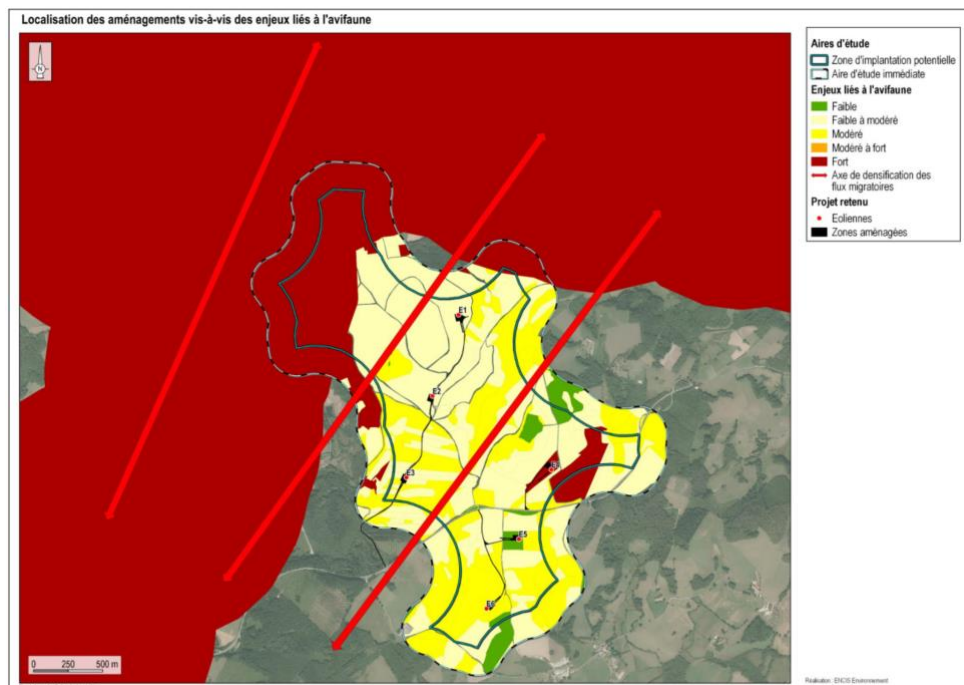 Localisation des aménagements vis-à-vis des enjeux liés à l'avifaune
N
E1
E2
E3
E5
E6
0 250 500 m
Aires d'étude
Zone d'implantation potentielle
Aire d'étude immédiate
Enjeux liés à l'avifaune
Faible
Faible à modéré
Modéré
Modéré à fort
Fort
Axe de densification des
flux migratoires
Projet retenu
Eoliennes
Zones aménagées
Réalisation : ENCIS Environnement